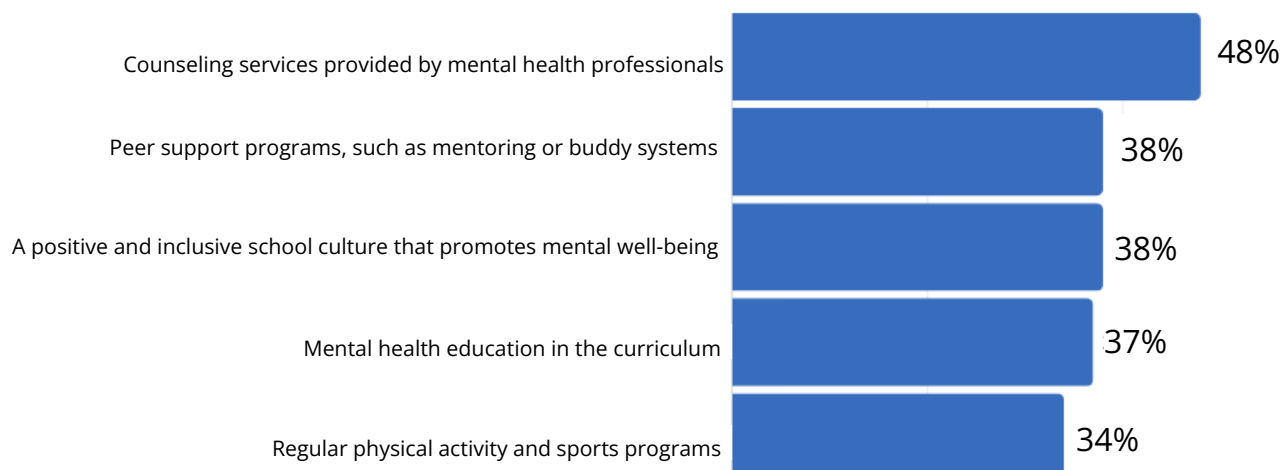 Counseling services provided by mental health professionals 48%
Peer support programs, such as mentoring or buddy systems 38%
A positive and inclusive school culture that promotes mental well-being 38%
Mental health education in the curriculum 37%
Regular physical activity and sports programs 34%